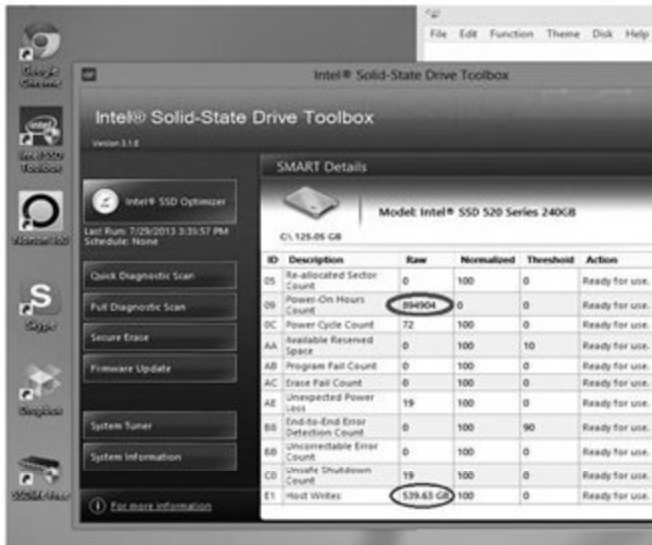 File Edit Function Theme Disk Help
Google
Chrome
Intel® Solid-State Drive Toolbox
Intel® Solid-State Drive Toolbox
Version 3.1.0
intel
Intel SSD
Toolbox
SMART Details
Intel® SSD Optimizer
Model: Intel® SSD 520 Series 240GB
Last Run: 7/29/2013 3:35:57 PM
Schedule: None
C:\ 125.05 GB
Norton 360
ID Description Raw Normalized Threshold Action
05 Re-allocated Sector Count 0 100 0 Ready for use.
09 Power-On Hours Count 894904 0 0 Ready for use.
0C Power Cycle Count 72 100 0 Ready for use.
AA Available Reserved Space 0 100 10 Ready for use.
AB Program Fail Count 0 100 0 Ready for use.
AC Erase Fail Count 0 100 0 Ready for use.
AE Unexpected Power Loss 19 100 0 Ready for use.
B8 End-to-End Error Detection Count 0 100 90 Ready for use.
BB Uncorrectable Error Count 0 100 0 Ready for use.
C0 Unsafe Shutdown Count 19 100 0 Ready for use.
E1 Host Writes 539.63 GB 100 0 Ready for use.
Quick Diagnostic Scan
Full Diagnostic Scan
Secure Erase
Firmware Update
System Tuner
System Information
For more information
Skype
Dropbox
SSDlife Free